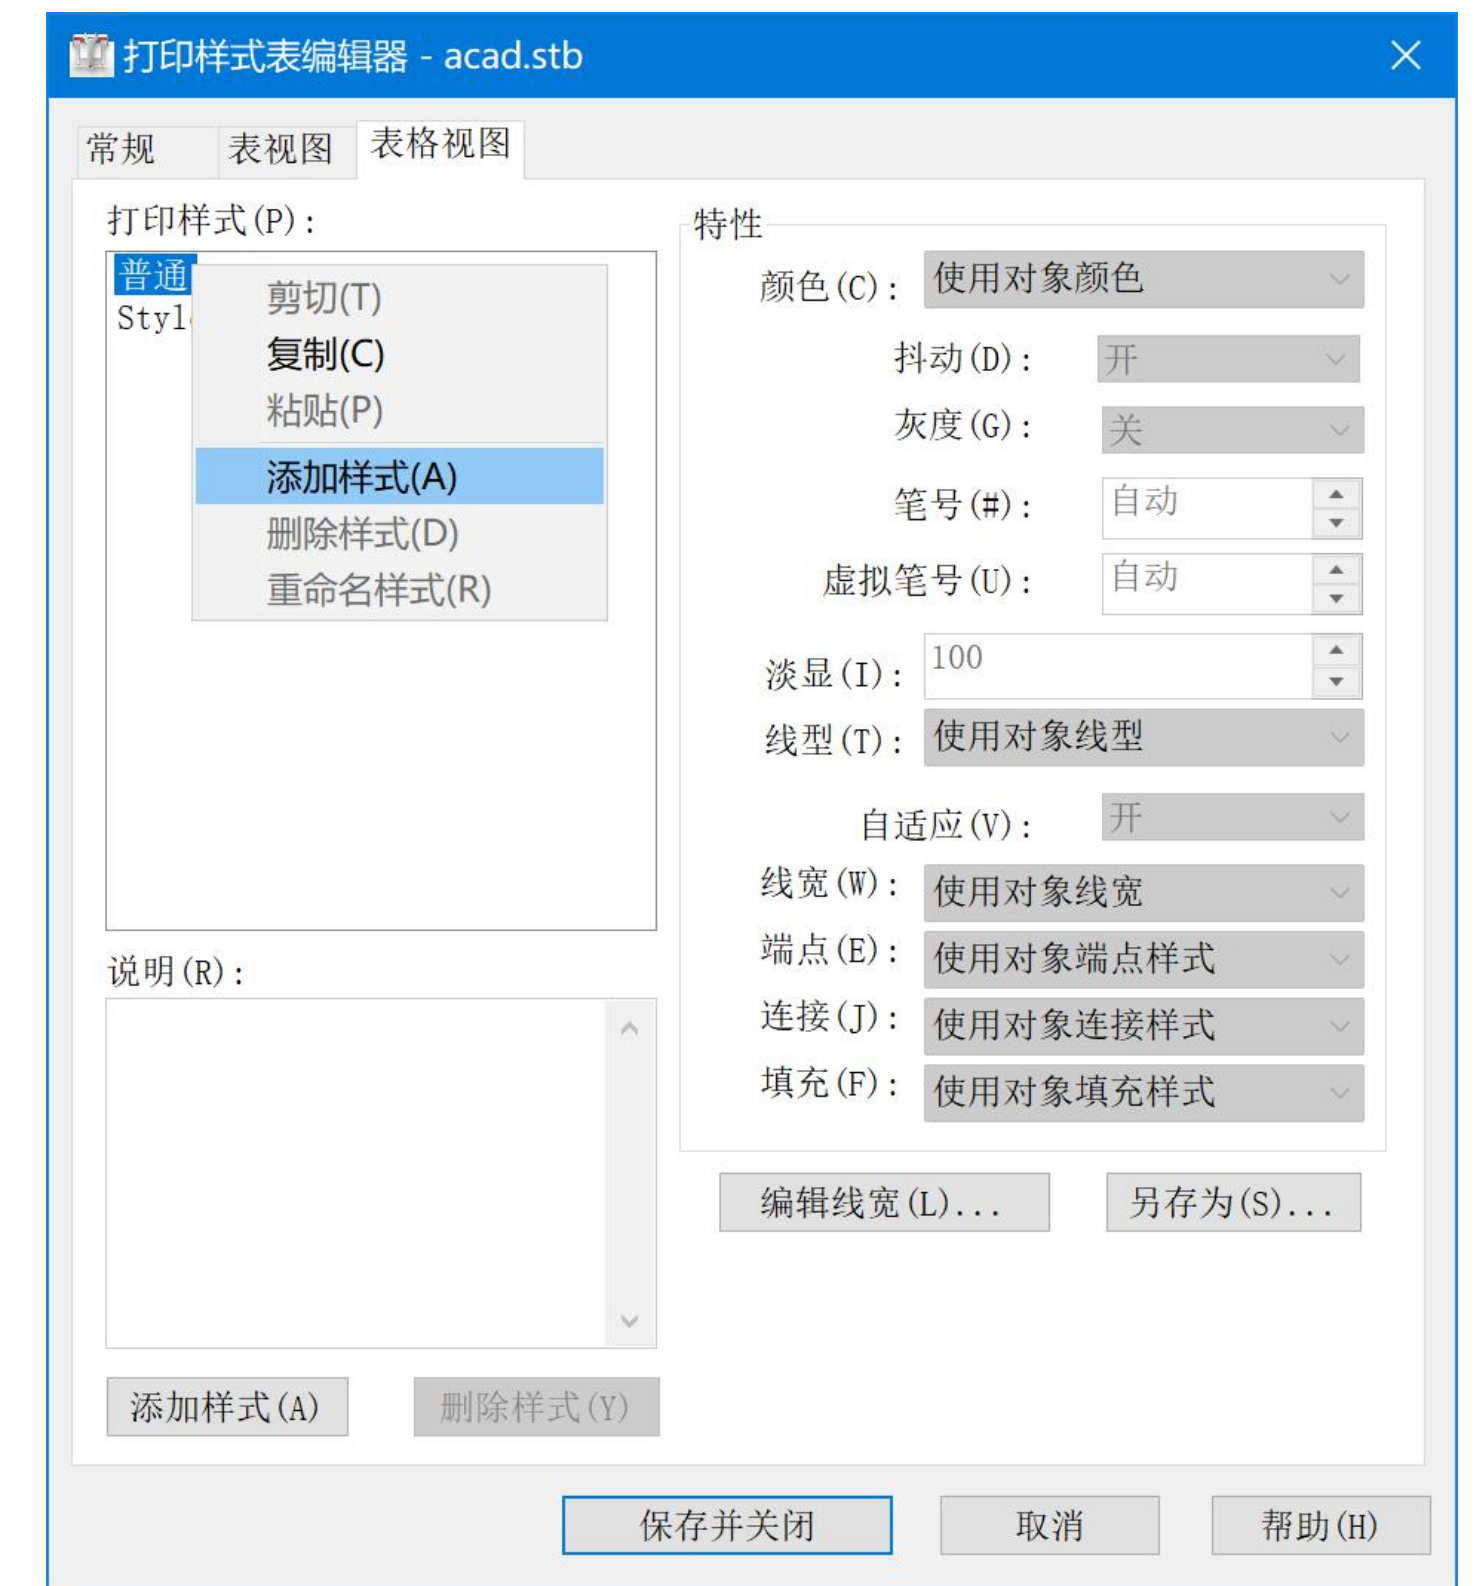 打印样式表编辑器 - acad.stb
常规 表视图 表格视图
打印样式(P):
普通
Styl
剪切(T)
复制(C)
粘贴(P)
添加样式(A)
删除样式(D)
重命名样式(R)
说明(R):
添加样式(A) 删除样式(Y)
特性
颜色(C): 使用对象颜色
抖动(D): 开
灰度(G): 关
笔号(#): 自动
虚拟笔号(U): 自动
淡显(I): 100
线型(T): 使用对象线型
自适应(V): 开
线宽(W): 使用对象线宽
端点(E): 使用对象端点样式
连接(J): 使用对象连接样式
填充(F): 使用对象填充样式
编辑线宽(L)... 另存为(S)...
保存并关闭 取消 帮助(H)